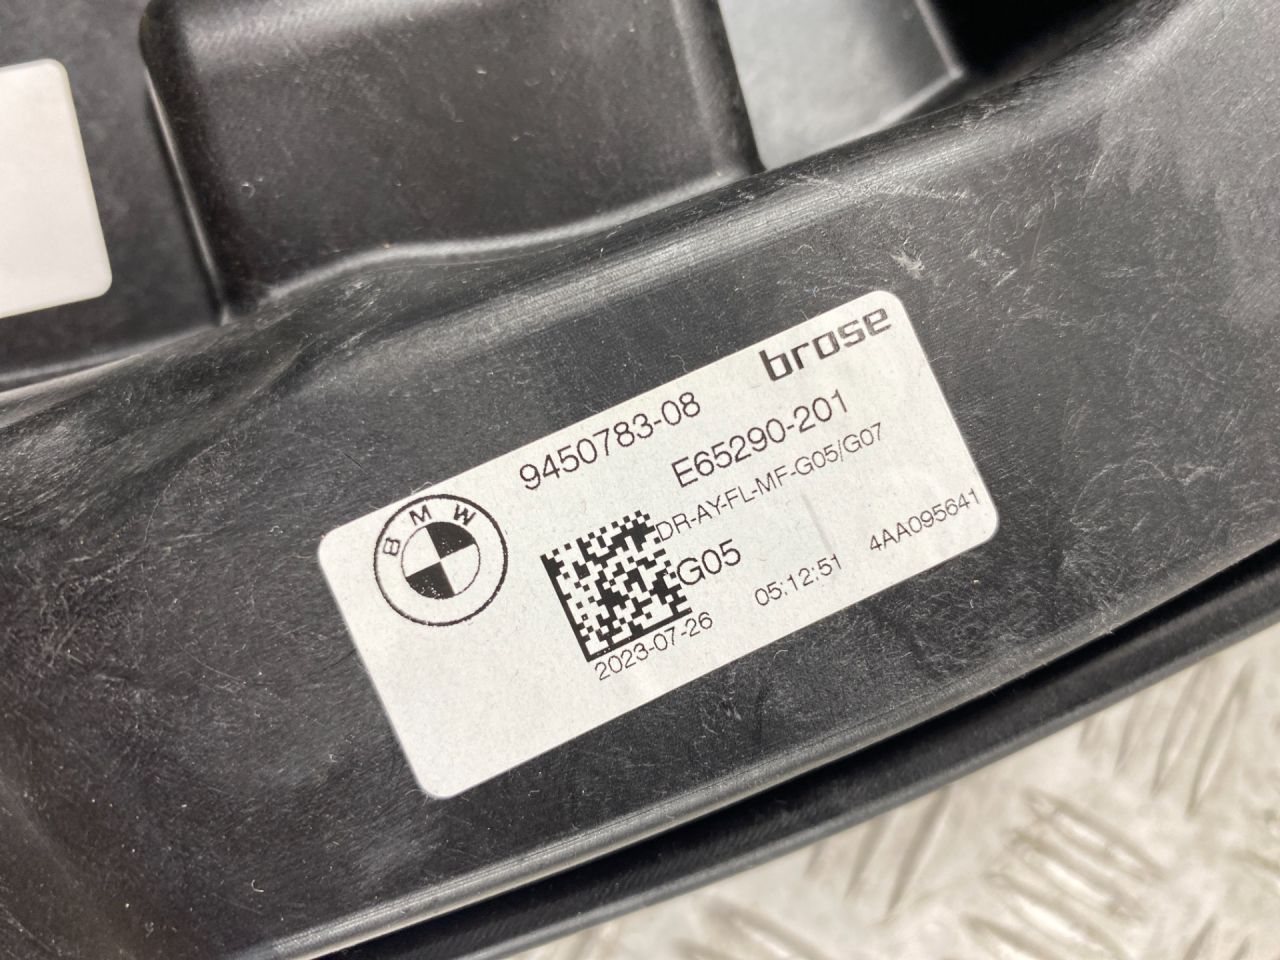 brose
9450783-08
E65290-201
DR-AY-FL-MF-G05/G07
BMW
G05
2023-07-26 05:12:51 4AA095641